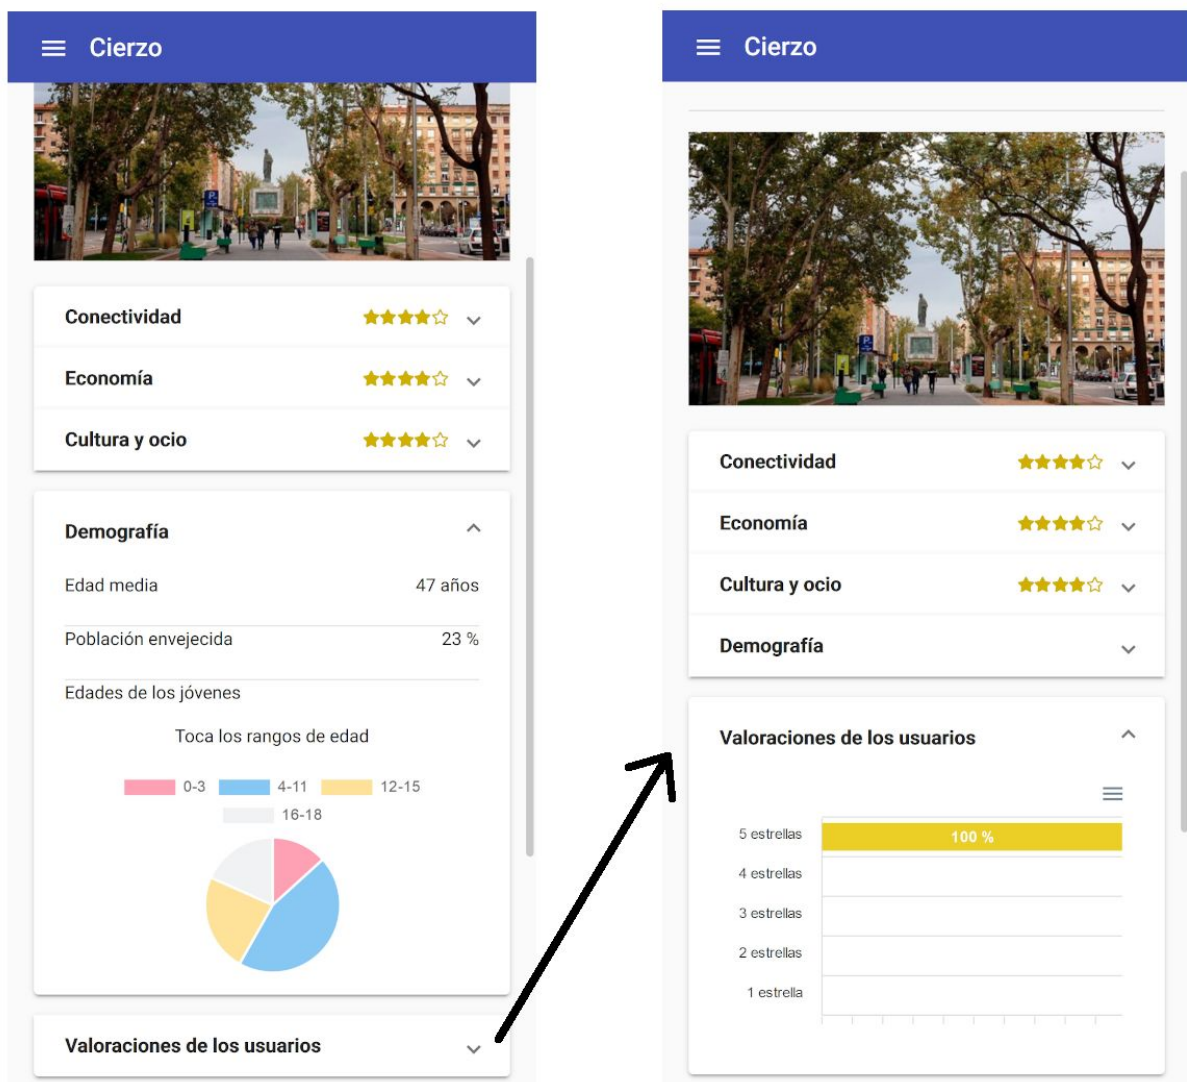 Cierzo
Conectividad
Economía
Cultura y ocio
Demografía
Edad media 47 años
Población envejecida 23 %
Edades de los jóvenes
Toca los rangos de edad
0-3 4-11 12-15
16-18
Valoraciones de los usuarios
Cierzo
Conectividad
Economía
Cultura y ocio
Demografía
Valoraciones de los usuarios
5 estrellas 100 %
4 estrellas
3 estrellas
2 estrellas
1 estrella